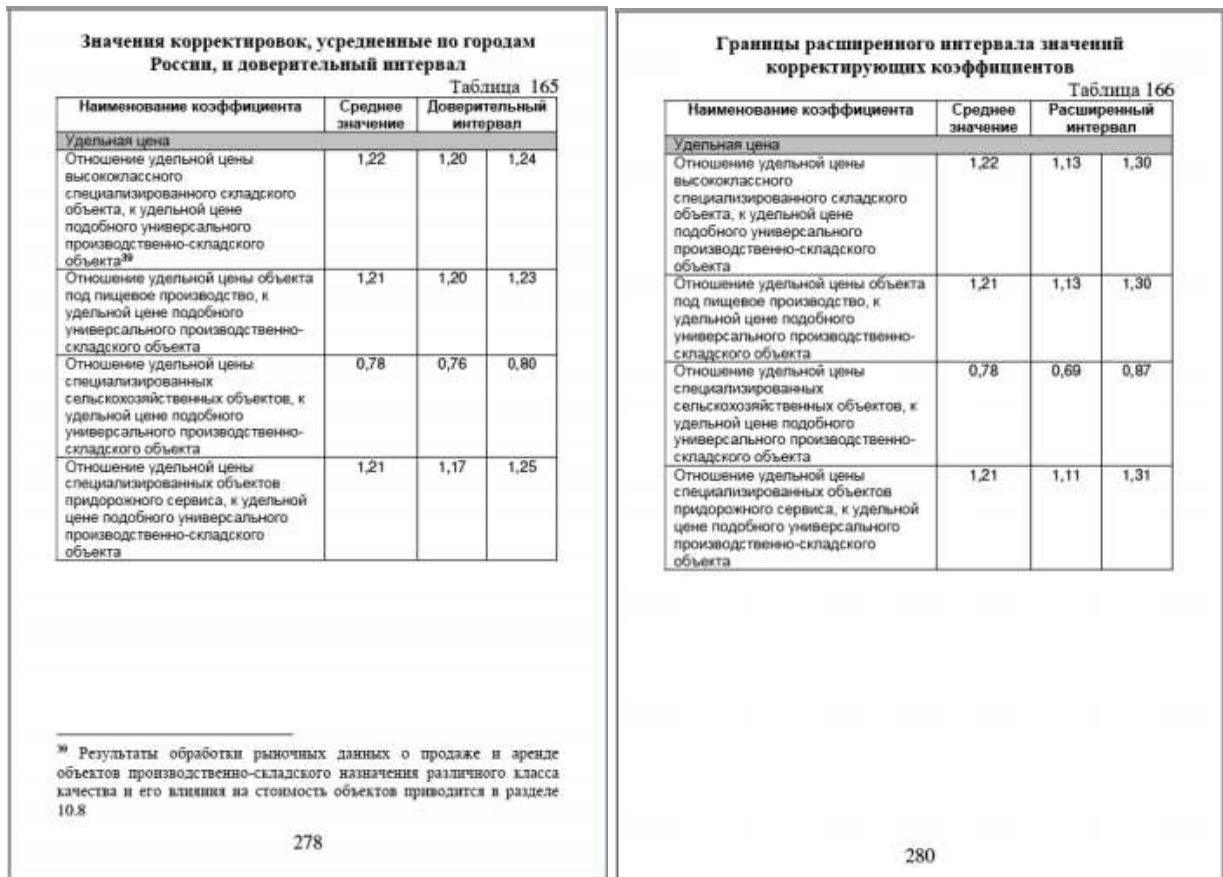 Значения корректировок, усредненные по городам
России, и доверительный интервал
Таблица 165
Наименование коэффициента Среднее значение Доверительный интервал
Удельная цена
Отношение удельной цены 1,22 1,20 1,24
высококлассного
специализированного складского
объекта, к удельной цене
подобного универсального
производственно-складского
объекта39
Отношение удельной цены объекта 1,21 1,20 1,23
под пищевое производство, к
удельной цене подобного
универсального производственно-
складского объекта
Отношение удельной цены 0,78 0,76 0,80
специализированных
сельскохозяйственных объектов, к
удельной цене подобного
универсального производственно-
складского объекта
Отношение удельной цены 1,21 1,17 1,25
специализированных объектов
придорожного сервиса, к удельной
цене подобного универсального
производственно-складского
объекта
39 Результаты обработки рыночных данных о продаже и аренде
объектов производственно-складского назначения различного класса
качества и его влияния на стоимость объектов приводится в разделе
10.8
278
Границы расширенного интервала значений
корректирующих коэффициентов
Таблица 166
Наименование коэффициента Среднее значение Расширенный интервал
Удельная цена
Отношение удельной цены 1,22 1,13 1,30
высококлассного
специализированного складского
объекта, к удельной цене
подобного универсального
производственно-складского
объекта
Отношение удельной цены объекта 1,21 1,13 1,30
под пищевое производство, к
удельной цене подобного
универсального производственно-
складского объекта
Отношение удельной цены 0,78 0,69 0,87
специализированных
сельскохозяйственных объектов, к
удельной цене подобного
универсального производственно-
складского объекта
Отношение удельной цены 1,21 1,11 1,31
специализированных объектов
придорожного сервиса, к удельной
цене подобного универсального
производственно-складского
объекта
280